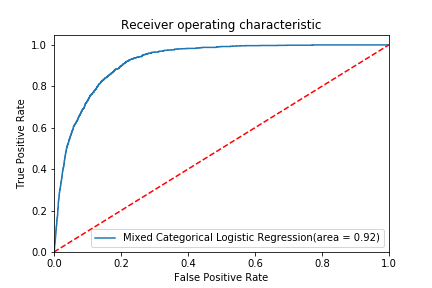 Receiver operating characteristic
True Positive Rate
1.0
0.8
0.6
0.4
0.2
0.0
Mixed Categorical Logistic Regression(area = 0.92)
0.0 0.2 0.4 0.6 0.8 1.0
False Positive Rate